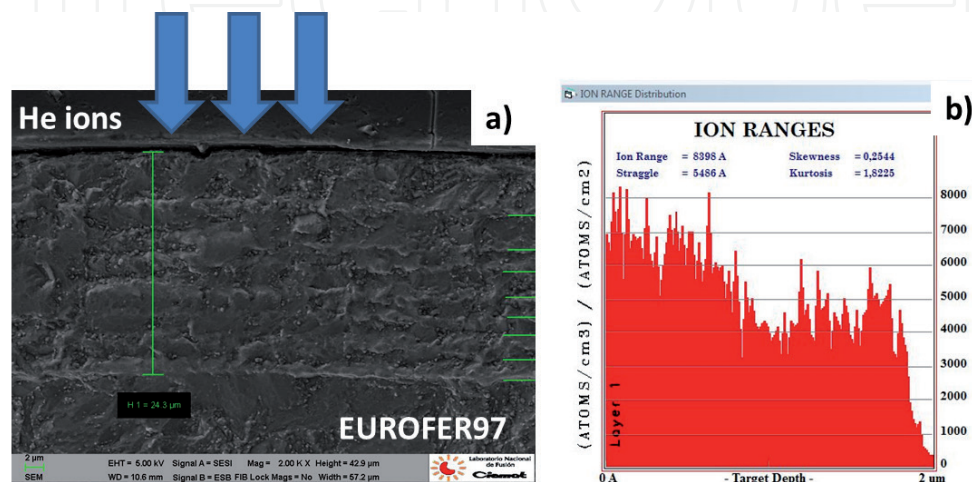 He ions
a)
H 1 = 24.3 µm
EUROFER97
2 µm
SEM
EHT = 5.00 kV Signal A = SESI Mag = 2.00 K X Height = 42.9 µm
WD = 10.6 mm Signal B = ESB FIB Lock Mags = No Width = 57.2 µm
Laboratorio Nacional
de Fusión
Ciemat
ION RANGE Distribution
b)
ION RANGES
Ion Range = 8398 A Skewness = 0,2544
Straggle = 5486 A Kurtosis = 1,8225
(ATOMS/cm3) / (ATOMS/cm2)
8000
7000
6000
5000
4000
3000
2000
1000
0
Layer 1
0 A - Target Depth - 2 um